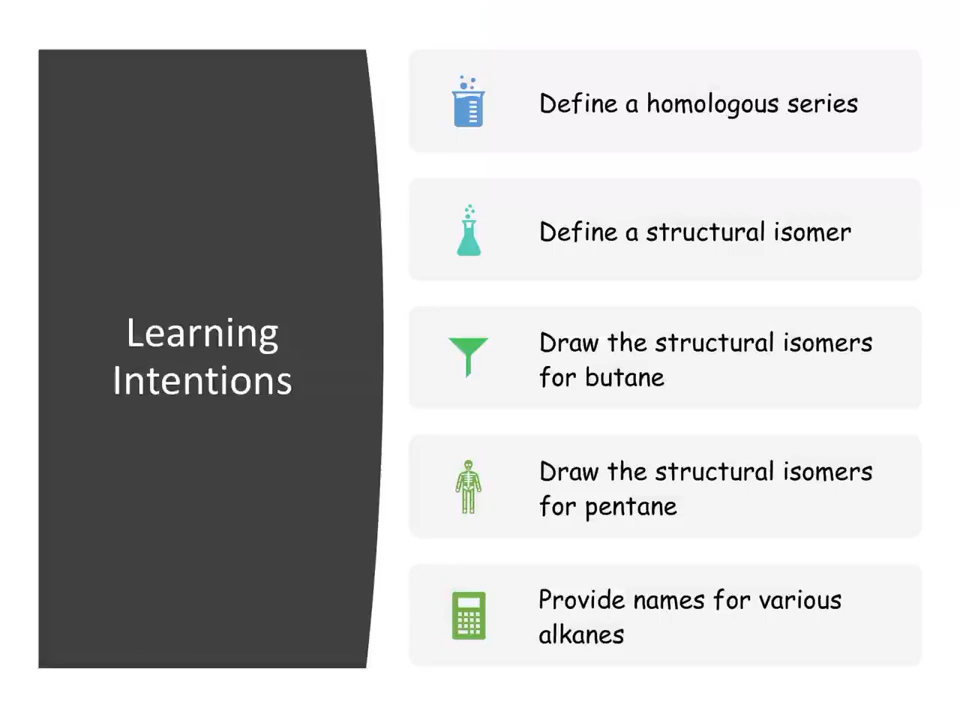 Learning
Intentions
Define a homologous series
Define a structural isomer
Draw the structural isomers
for butane
Draw the structural isomers
for pentane
Provide names for various
alkanes